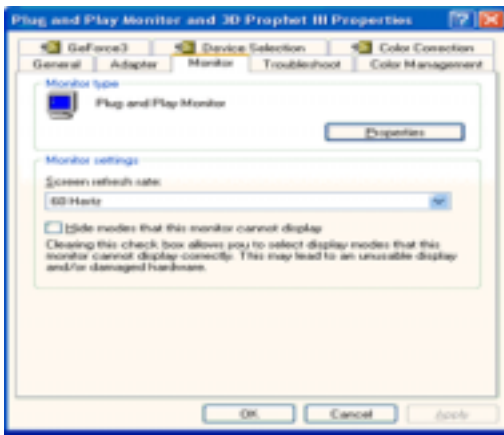 Plug and Play Monitor and 3D Prophet III Properties
GeForce3 Device Selection Color Correction
General Adapter Monitor Troubleshoot Color Management
Monitor type
Plug and Play Monitor
Properties
Monitor settings
Screen refresh rate:
60 Hertz
Hide modes that this monitor cannot display
Clearing this check box allows you to select display modes that this
monitor cannot display correctly. This may lead to an unusable display
and/or damaged hardware.
OK Cancel Apply